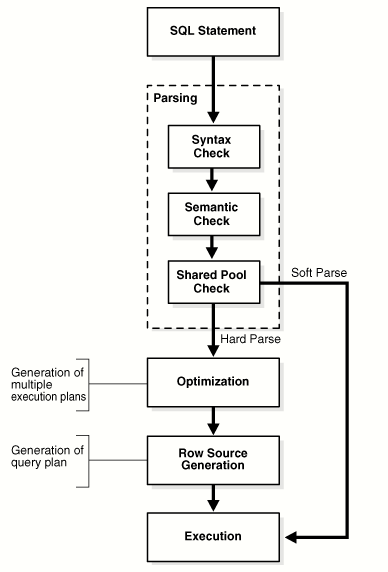 SQL Statement
Parsing
Syntax
Check
Semantic
Check
Shared Pool
Check
Soft Parse
Hard Parse
Generation of
multiple
execution plans
Optimization
Generation of
query plan
Row Source
Generation
Execution